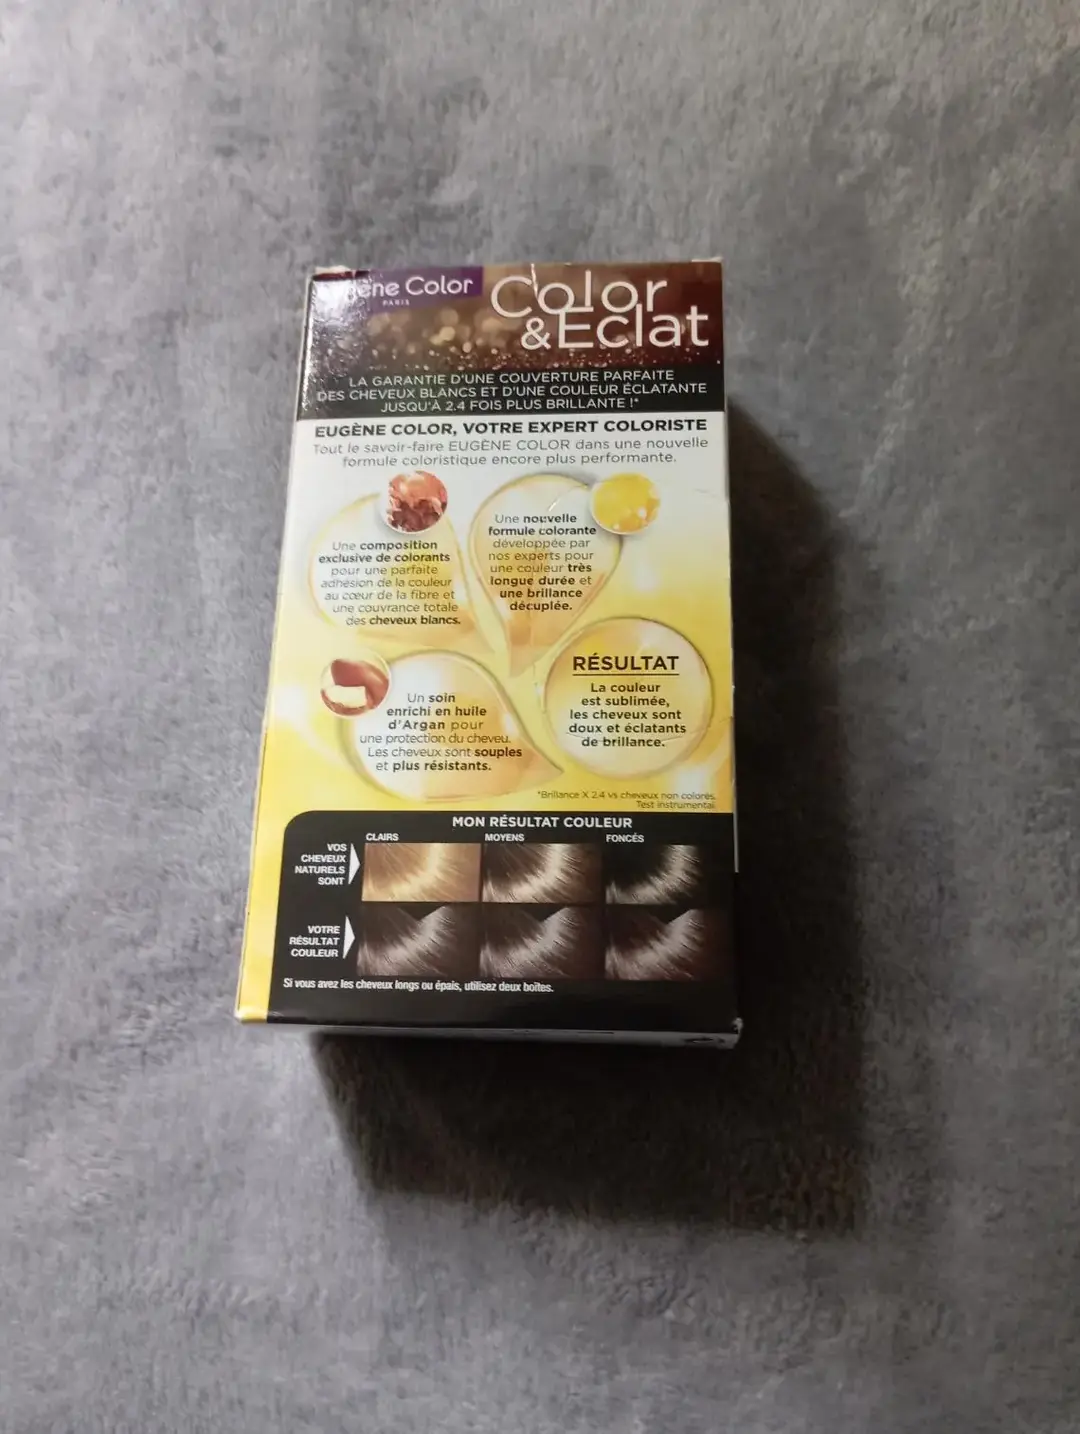 ène Color
PARIS
Color
&Eclat
LA GARANTIE D'UNE COUVERTURE PARFAITE
DES CHEVEUX BLANCS ET D'UNE COULEUR ÉCLATANTE
JUSQU'À 2.4 FOIS PLUS BRILLANTE !*
EUGÈNE COLOR, VOTRE EXPERT COLORISTE
Tout le savoir-faire EUGÈNE COLOR dans une nouvelle
formule coloristique encore plus performante.
Une composition
exclusive de colorants
pour une parfaite
adhésion de la couleur
au cœur de la fibre et
une couvrance totale
des cheveux blancs.
Une nouvelle
formule colorante
développée par
nos experts pour
une couleur très
longue durée et
une brillance
décuplée.
Un soin
enrichi en huile
d'Argan pour
une protection du cheveu.
Les cheveux sont souples
et plus résistants.
RÉSULTAT
La couleur
est sublimée,
les cheveux sont
doux et éclatants
de brillance.
*Brillance X 2.4 vs cheveux non colorés.
Test instrumental
MON RÉSULTAT COULEUR
CLAIRS MOYENS FONCÉS
VOS
CHEVEUX
NATURELS
SONT
VOTRE
RÉSULTAT
COULEUR
Si vous avez les cheveux longs ou épais, utilisez deux boîtes.